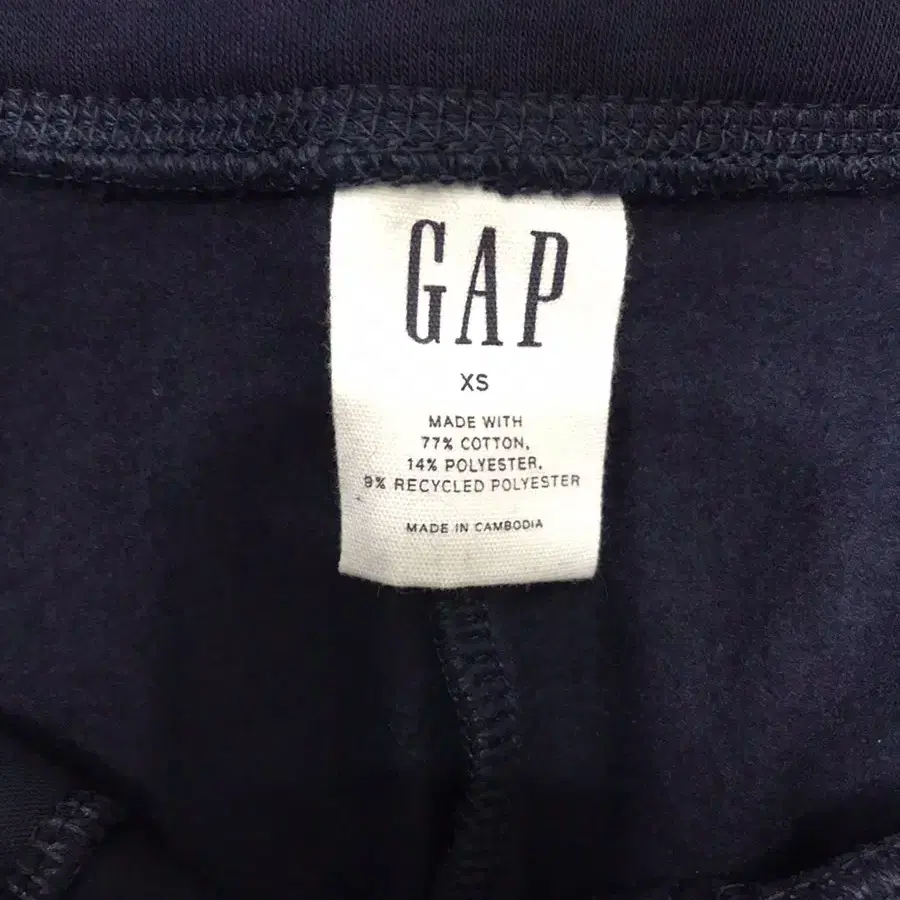 GAP
XS
MADE WITH
77% COTTON,
14% POLYESTER,
9% RECYCLED POLYESTER
MADE IN CAMBODIA